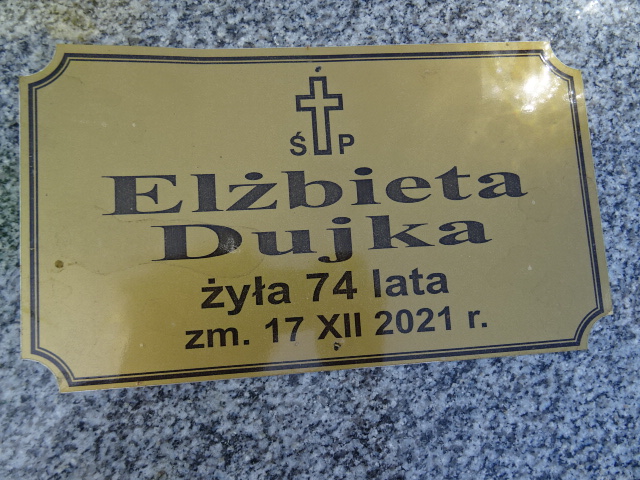 Ś P
Elżbieta
Dujka
żyła 74 lata
zm. 17 XII 2021 r.